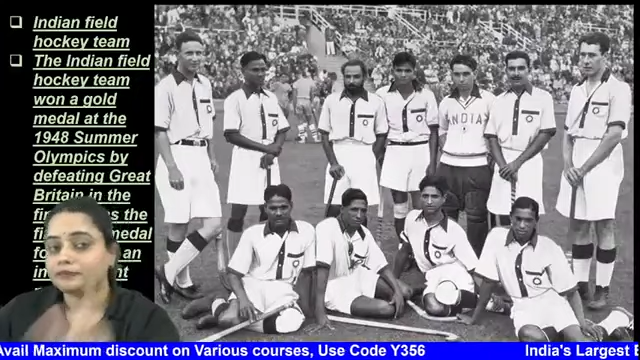 Indian field
hockey team
The Indian field
hockey team
won a gold
medal at the
1948 Summer
Olympics by
defeating Great
Britain in the
the
medal
an
INDIA
Avail Maximum discount on Various courses, Use Code Y356
India's Largest